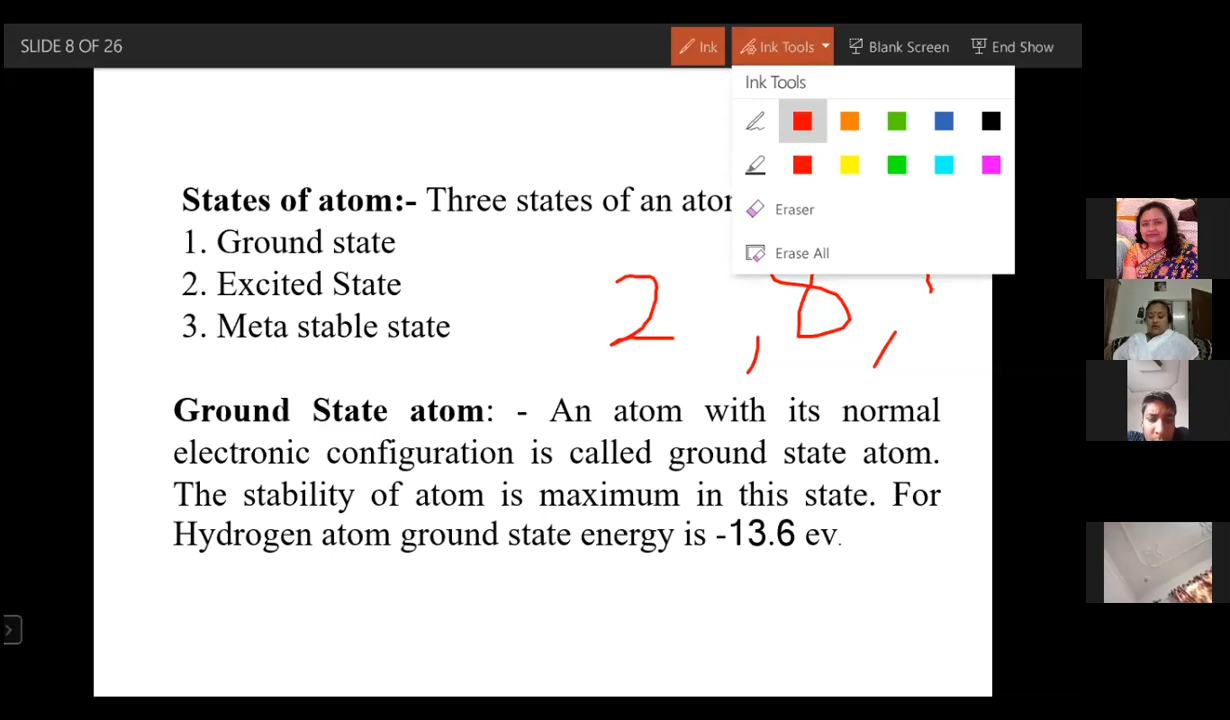 SLIDE 8 OF 26
Ink
Ink Tools
Blank Screen
End Show
Ink Tools
Eraser
Erase All
States of atom:- Three states of an atom
1. Ground state
2. Excited State
3. Meta stable state
2 , 8 ,
Ground State atom: - An atom with its normal
electronic configuration is called ground state atom.
The stability of atom is maximum in this state. For
Hydrogen atom ground state energy is -13.6 ev.